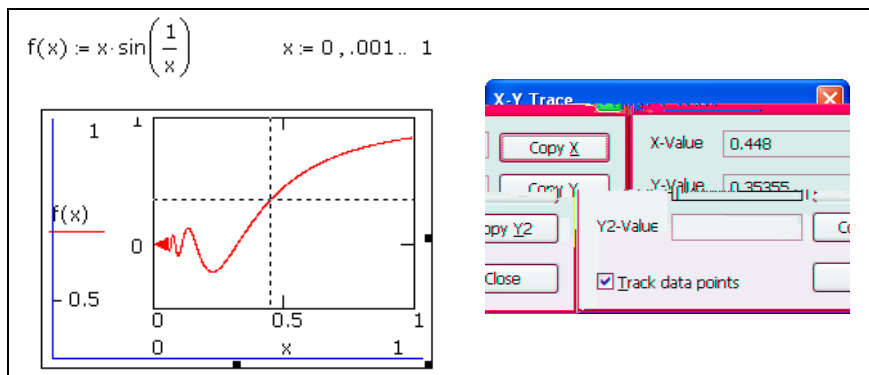 f(x) := x·sin(1/x)
x := 0 , .001 .. 1
1
1
f(x)
0
- 0.5
0
0.5
1
0
x
1
X-Y Trace
Copy X
X-Value
0.448
Copy Y
Y-Value
0.35355
Copy Y2
Y2-Value
Close
Track data points